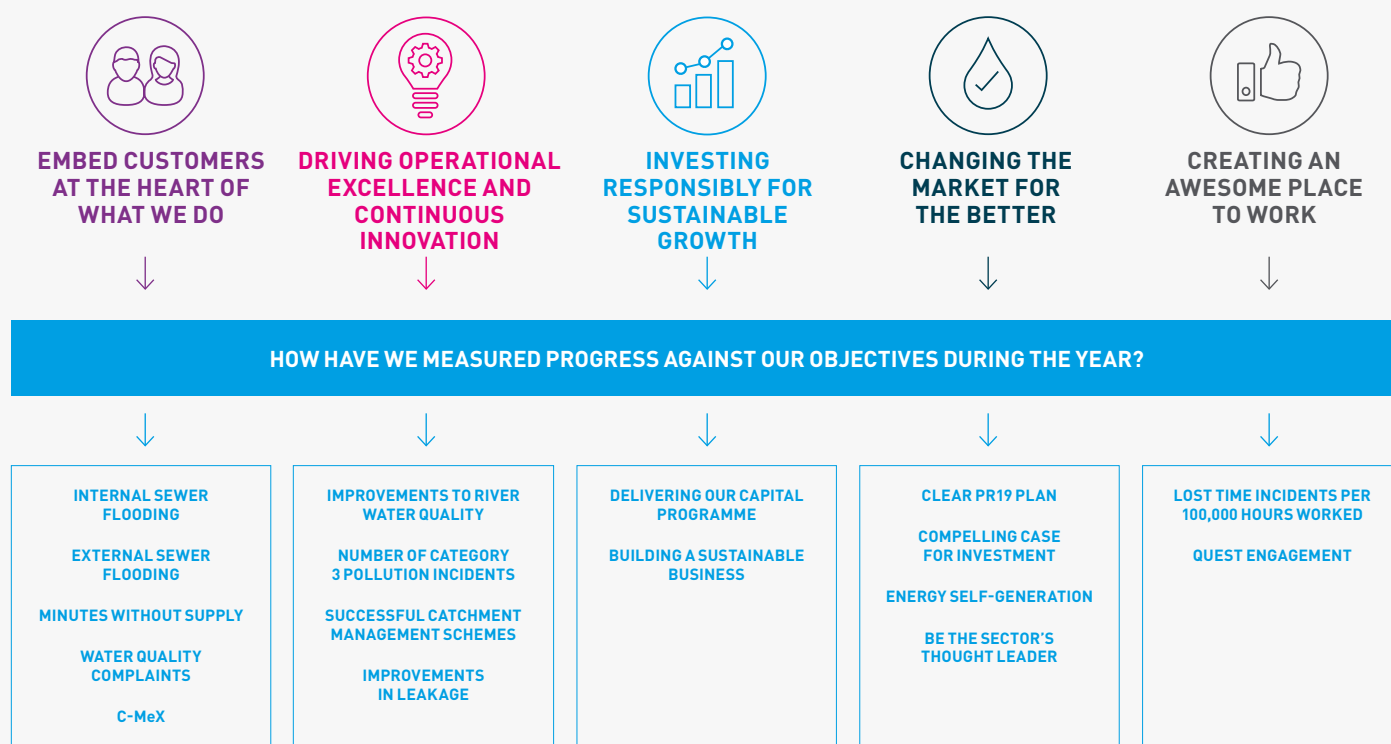 EMBED CUSTOMERS
AT THE HEART OF
WHAT WE DO
DRIVING OPERATIONAL
EXCELLENCE AND
CONTINUOUS
INNOVATION
INVESTING
RESPONSIBLY FOR
SUSTAINABLE
GROWTH
CHANGING THE
MARKET FOR
THE BETTER
CREATING AN
AWESOME PLACE
TO WORK
HOW HAVE WE MEASURED PROGRESS AGAINST OUR OBJECTIVES DURING THE YEAR?
INTERNAL SEWER
FLOODING
EXTERNAL SEWER
FLOODING
MINUTES WITHOUT SUPPLY
WATER QUALITY
COMPLAINTS
C-MeX
IMPROVEMENTS TO RIVER
WATER QUALITY
NUMBER OF CATEGORY
3 POLLUTION INCIDENTS
SUCCESSFUL CATCHMENT
MANAGEMENT SCHEMES
IMPROVEMENTS
IN LEAKAGE
DELIVERING OUR CAPITAL
PROGRAMME
BUILDING A SUSTAINABLE
BUSINESS
CLEAR PR19 PLAN
COMPELLING CASE
FOR INVESTMENT
ENERGY SELF-GENERATION
BE THE SECTOR'S
THOUGHT LEADER
LOST TIME INCIDENTS PER
100,000 HOURS WORKED
QUEST ENGAGEMENT